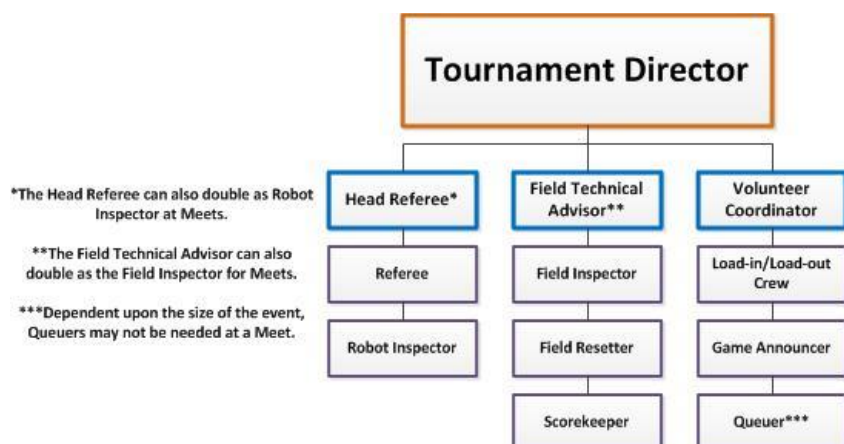 Tournament Director
*The Head Referee can also double as Robot
Inspector at Meets.
**The Field Technical Advisor can also
double as the Field Inspector for Meets.
***Dependent upon the size of the event,
Queuers may not be needed at a Meet.
Head Referee*
Referee
Robot Inspector
Field Technical
Advisor**
Field Inspector
Field Resetter
Scorekeeper
Volunteer
Coordinator
Load-in/Load-out
Crew
Game Announcer
Queuer***